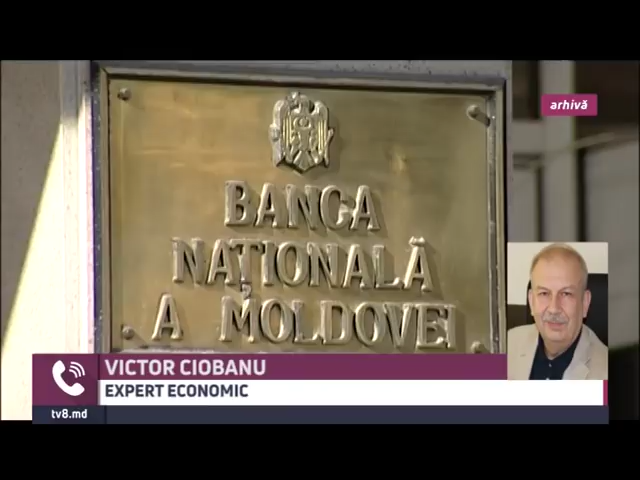 arhivă
BANCA
NAȚIONALĂ
A MOLDOVEI
VICTOR CIOBANU
EXPERT ECONOMIC
tv8.md